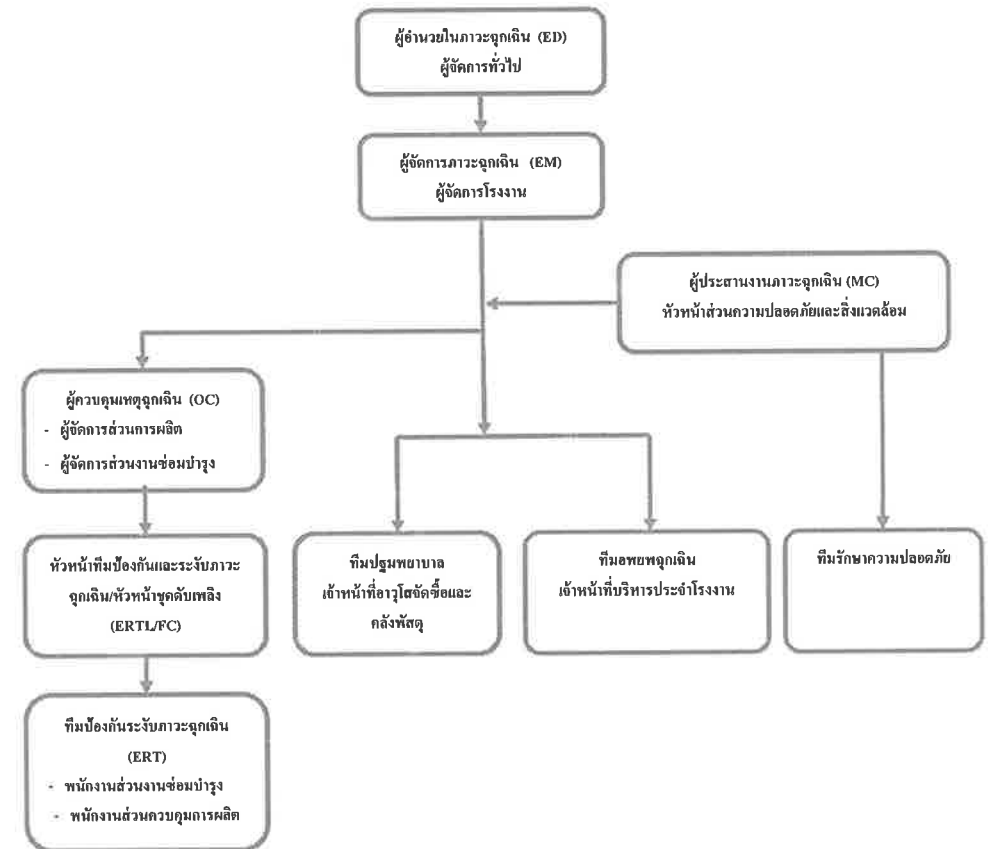 ผู้อำนวยในภาวะฉุกเฉิน (ED)
ผู้จัดการทั่วไป
ผู้จัดการภาวะฉุกเฉิน (EM)
ผู้จัดการโรงงาน
ผู้ประสานงานภาวะฉุกเฉิน (MC)
หัวหน้าส่วนความปลอดภัยและสิ่งแวดล้อม
ผู้ควบคุมเหตุฉุกเฉิน (OC)
- ผู้จัดการส่วนการผลิต
- ผู้จัดการส่วนงานซ่อมบำรุง
หัวหน้าทีมป้องกันและระงับภาวะ
ฉุกเฉิน/หัวหน้าชุดดับเพลิง
(ERTL/FC)
ทีมปฐมพยาบาล
เจ้าหน้าที่อาวุโสจัดซื้อและ
คลังพัสดุ
ทีมอพยพฉุกเฉิน
เจ้าหน้าที่บริหารประจำโรงงาน
ทีมรักษาความปลอดภัย
ทีมป้องกันระงับภาวะฉุกเฉิน
(ERT)
- พนักงานส่วนงานซ่อมบำรุง
- พนักงานส่วนควบคุมการผลิต